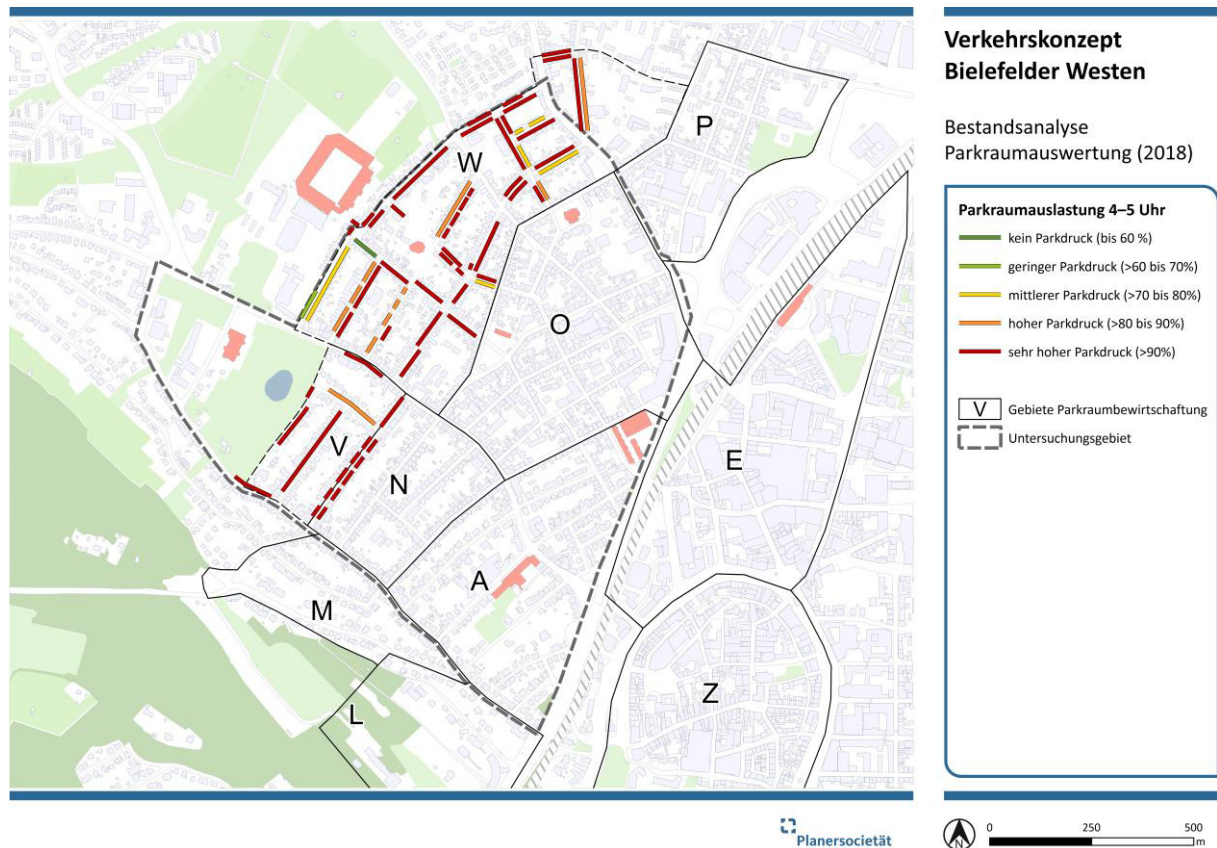 Verkehrskonzept
Bielefelder Westen
Bestandsanalyse
Parkraumauswertung (2018)
Parkraumauslastung 4–5 Uhr
kein Parkdruck (bis 60 %)
geringer Parkdruck (>60 bis 70%)
mittlerer Parkdruck (>70 bis 80%)
hoher Parkdruck (>80 bis 90%)
sehr hoher Parkdruck (>90%)
V Gebiete Parkraumbewirtschaftung
Untersuchungsgebiet
P
W
O
V
N
E
A
M
L
Z
Planersocietät
N
0 250 500
m